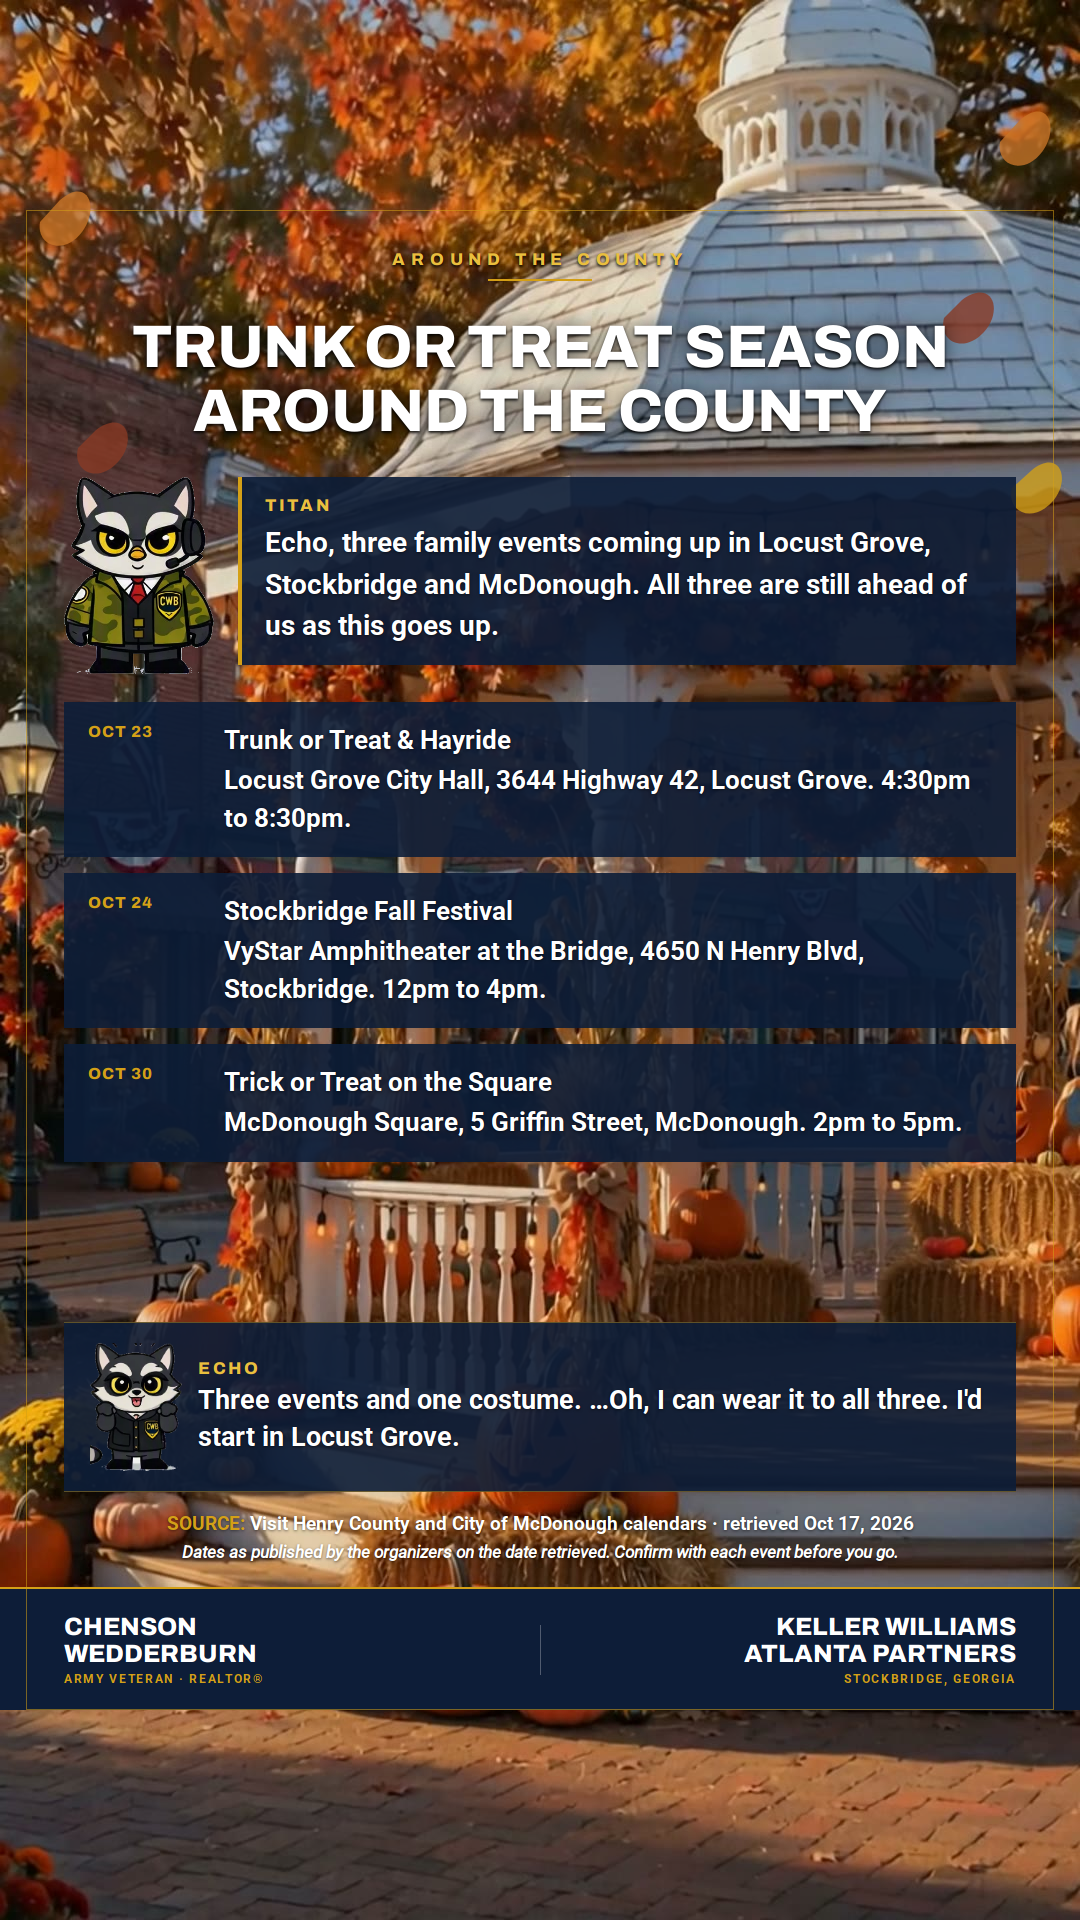 AROUND THE COUNTY
TRUNK OR TREAT SEASON
AROUND THE COUNTY
TITAN
Echo, three family events coming up in Locust Grove,
Stockbridge and McDonough. All three are still ahead of
us as this goes up.
CWB
OCT 23
Trunk or Treat & Hayride
Locust Grove City Hall, 3644 Highway 42, Locust Grove. 4:30pm
to 8:30pm.
OCT 24
Stockbridge Fall Festival
VyStar Amphitheater at the Bridge, 4650 N Henry Blvd,
Stockbridge. 12pm to 4pm.
OCT 30
Trick or Treat on the Square
McDonough Square, 5 Griffin Street, McDonough. 2pm to 5pm.
ECHO
Three events and one costume. ...Oh, I can wear it to all three. I'd
start in Locust Grove.
CWB
SOURCE: Visit Henry County and City of McDonough calendars · retrieved Oct 17, 2026
Dates as published by the organizers on the date retrieved. Confirm with each event before you go.
CHENSON
WEDDERBURN
ARMY VETERAN · REALTOR®
KELLER WILLIAMS
ATLANTA PARTNERS
STOCKBRIDGE, GEORGIA